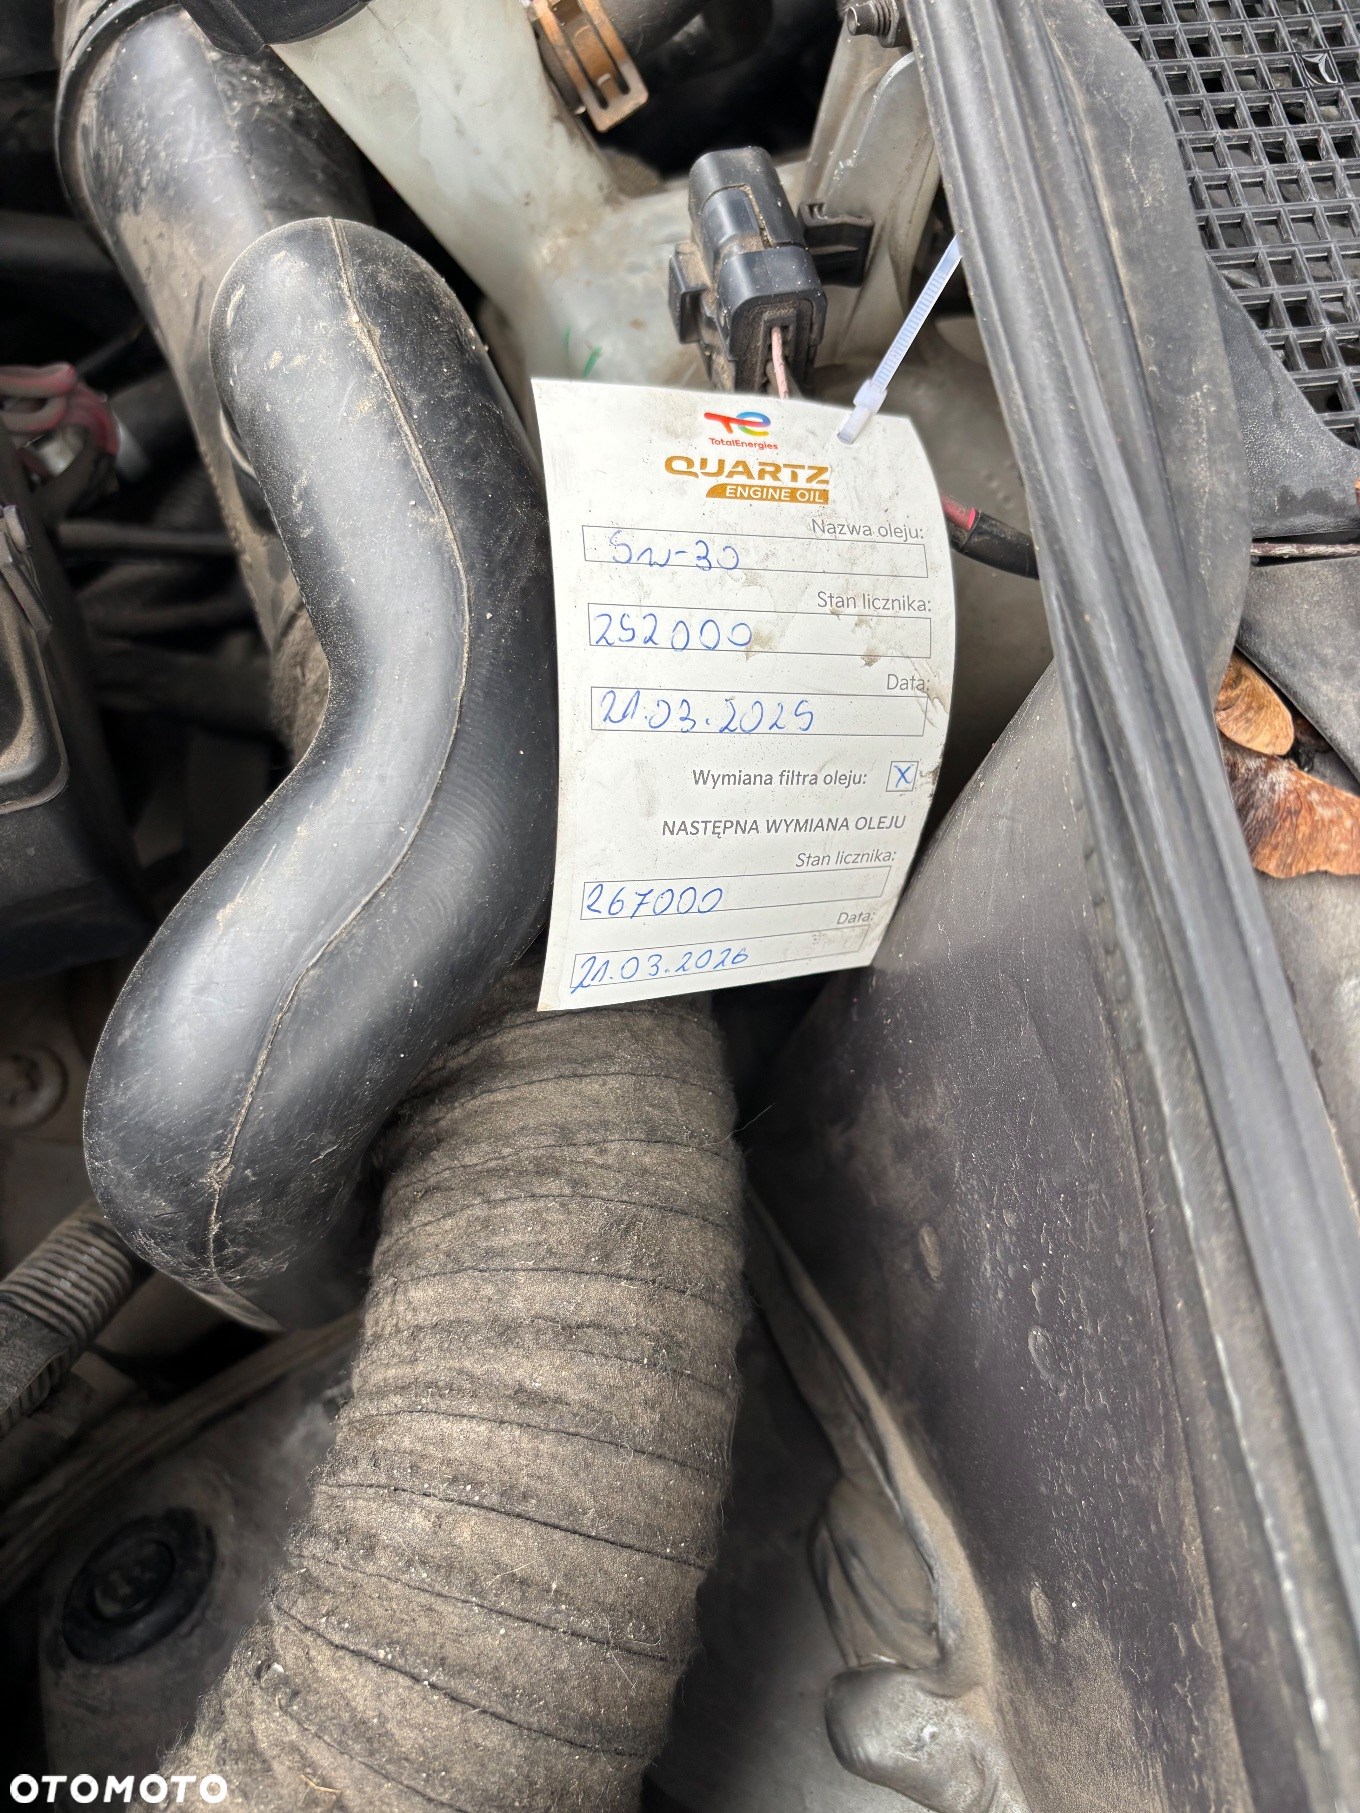 TotalEnergies
QUARTZ
ENGINE OIL
Nazwa oleju:
5w-30
Stan licznika:
252000
Data:
21.03.2025
Wymiana filtra oleju: X
NASTĘPNA WYMIANA OLEJU
Stan licznika:
267000
Data:
21.03.2026
OTOMOTO